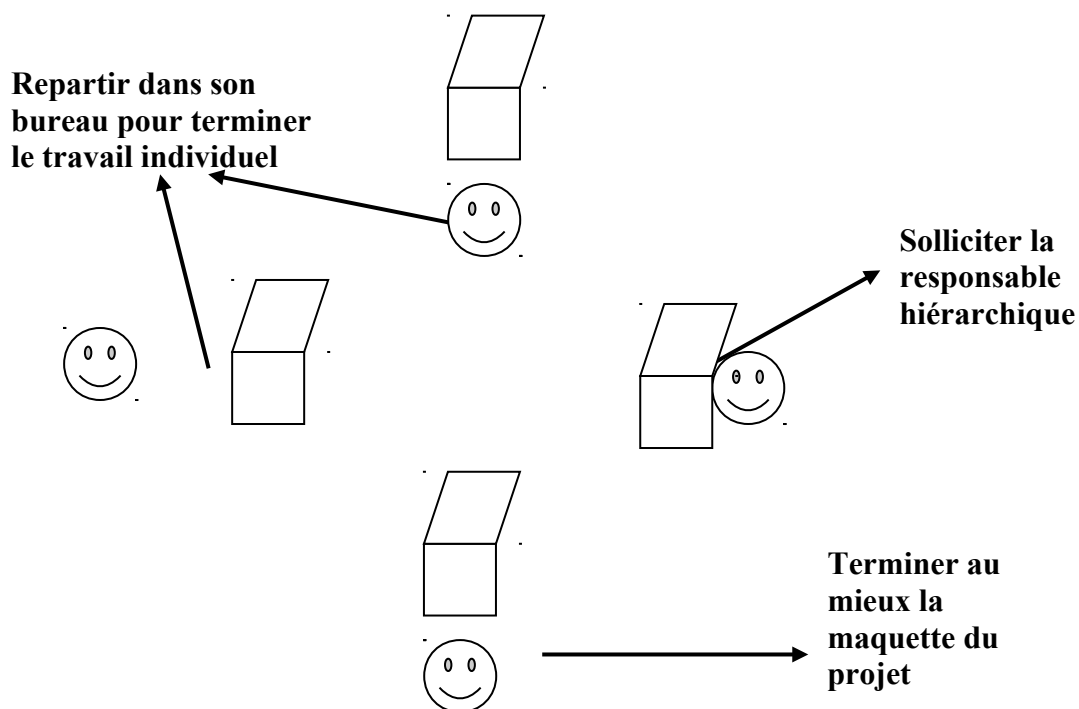 Repartir dans son
bureau pour terminer
le travail individuel
Solliciter la
responsable
hiérarchique
Terminer au
mieux la
maquette du
projet